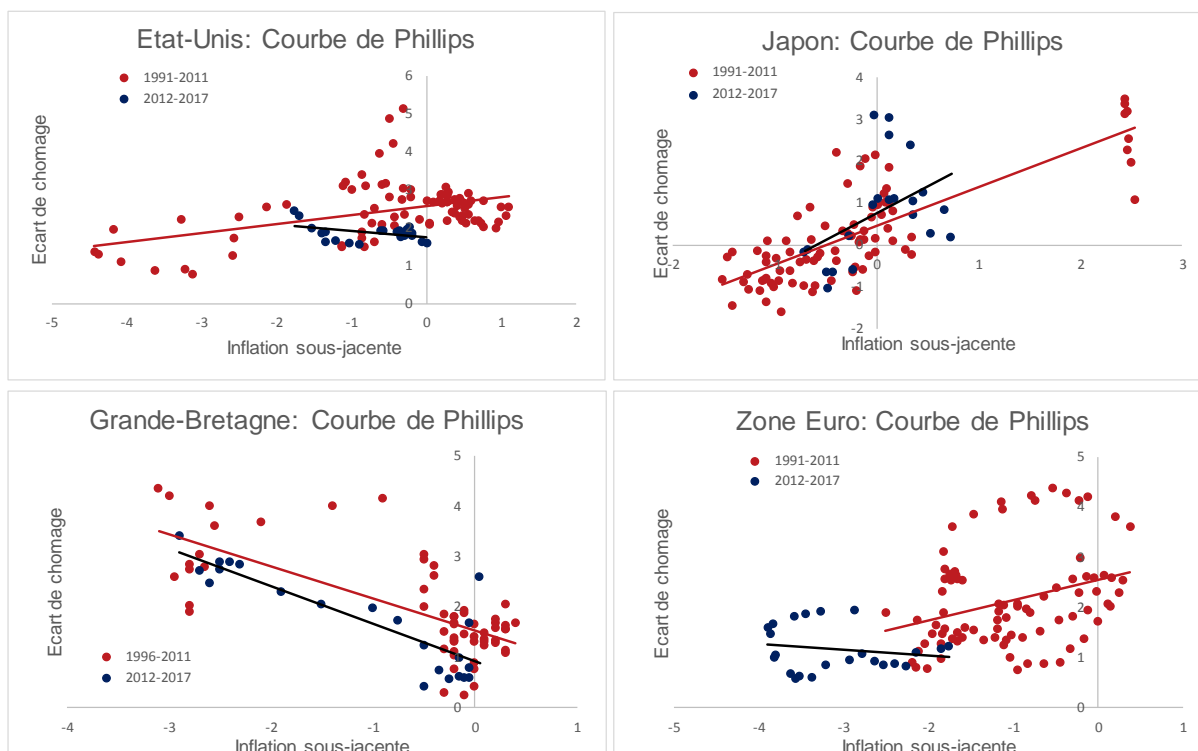 Etat-Unis: Courbe de Phillips
1991-2011
2012-2017
Ecart de chomage
6
5
4
1
0
-5 -4 -3 -2 -1 0 1 2
Inflation sous-jacente
Japon: Courbe de Phillips
1991-2011
2012-2017
Ecart de chomage
4
3
2
1
-2 -1 0 1 2 3
-1
-2
Inflation sous-jacente
Grande-Bretagne: Courbe de Phillips
Ecart de chomage
5
4
3
2
1
0
1996-2011
2012-2017
-4 -3 -2 -1 0 1
Inflation sous-jacente
Zone Euro: Courbe de Phillips
1991-2011
2012-2017
Ecart de chomage
5
4
3
2
1
0
-5 -4 -3 -2 -1 0 1
Inflation sous-jacente